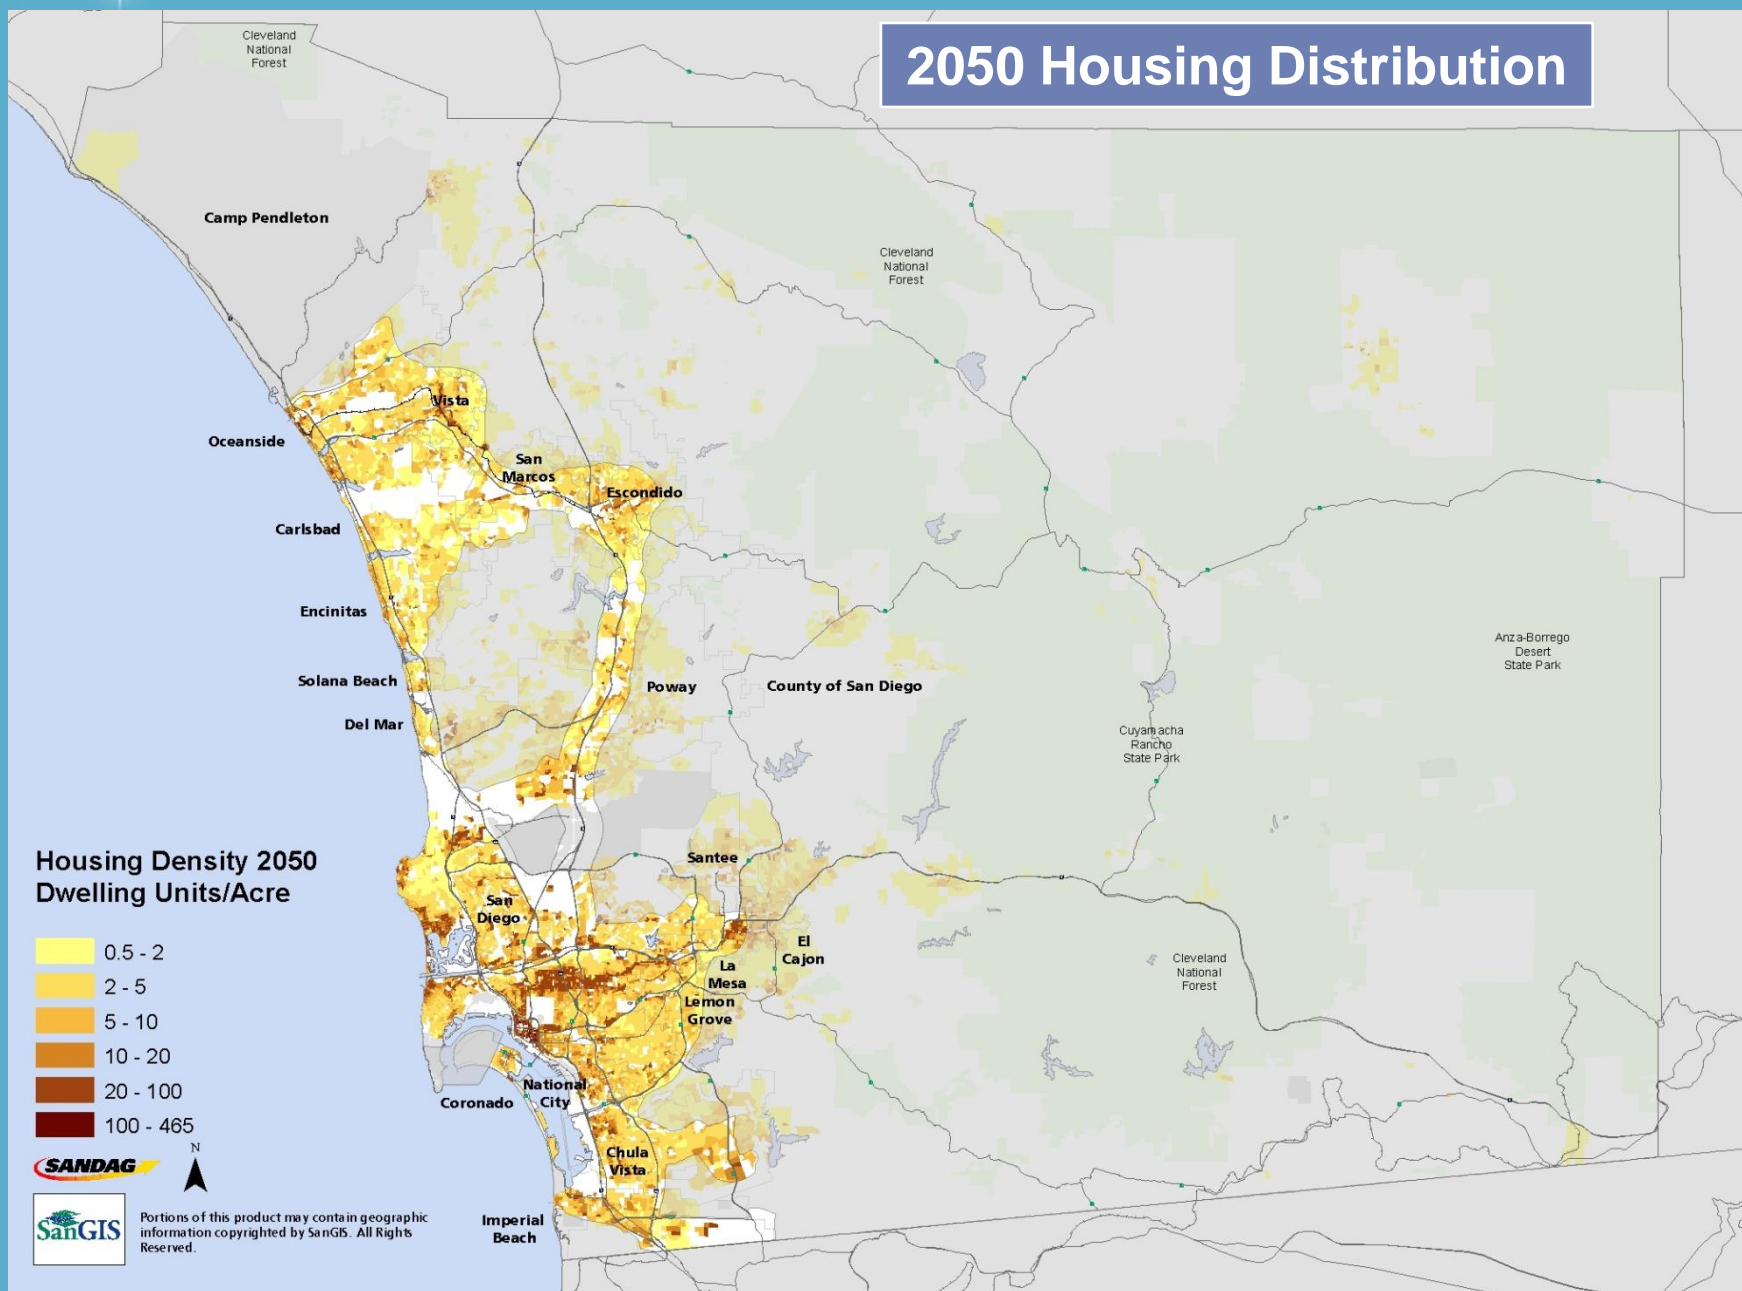 2050 Housing Distribution
Cleveland
National
Forest
Camp Pendleton
Cleveland
National
Forest
Vista
Oceanside
San
Marcos
Escondido
Carlsbad
Encinitas
Solana Beach
Poway
County of San Diego
Del Mar
Anza-Borrego
Desert
State Park
Cuyamacha
Rancho
State Park
Santee
San
Diego
El
Cajon
La
Mesa
Lemon
Grove
Cleveland
National
Forest
National
City
Coronado
Chula
Vista
Imperial
Beach
Housing Density 2050
Dwelling Units/Acre
0.5 - 2
2 - 5
5 - 10
10 - 20
20 - 100
100 - 465
SANDAG
N
SanGIS
Portions of this product may contain geographic
information copyrighted by SanGIS. All Rights
Reserved.